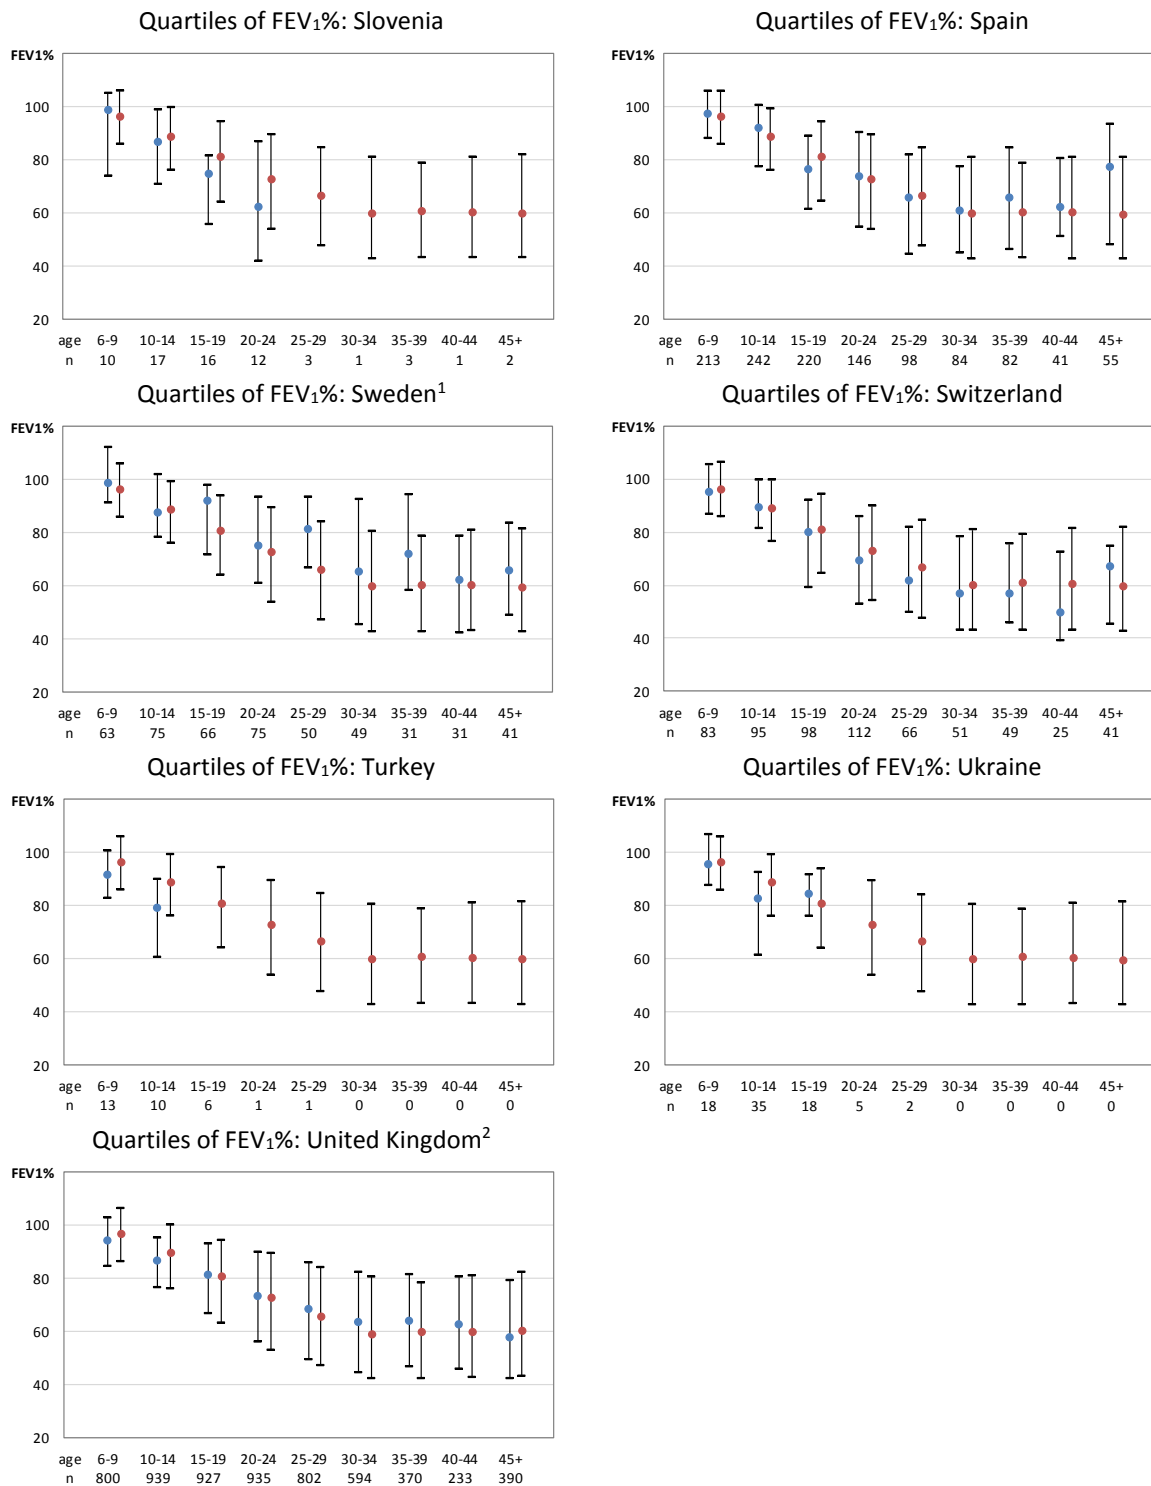 Quartiles of FEV₁%: Slovenia
FEV1%
100
80
60
40
20
age 6-9 10-14 15-19 20-24 25-29 30-34 35-39 40-44 45+
n 10 17 16 12 3 1 3 1 2
Quartiles of FEV₁%: Spain
FEV1%
100
80
60
40
20
age 6-9 10-14 15-19 20-24 25-29 30-34 35-39 40-44 45+
n 213 242 220 146 98 84 82 41 55
Quartiles of FEV₁%: Sweden¹
FEV1%
100
80
60
40
20
age 6-9 10-14 15-19 20-24 25-29 30-34 35-39 40-44 45+
n 63 75 66 75 50 49 31 31 41
Quartiles of FEV₁%: Switzerland
FEV1%
100
80
60
40
20
age 6-9 10-14 15-19 20-24 25-29 30-34 35-39 40-44 45+
n 83 95 98 112 66 51 49 25 41
Quartiles of FEV₁%: Turkey
FEV1%
100
80
60
40
20
age 6-9 10-14 15-19 20-24 25-29 30-34 35-39 40-44 45+
n 13 10 6 1 1 0 0 0 0
Quartiles of FEV₁%: Ukraine
FEV1%
100
80
60
40
20
age 6-9 10-14 15-19 20-24 25-29 30-34 35-39 40-44 45+
n 18 35 18 5 2 0 0 0 0
Quartiles of FEV₁%: United Kingdom²
FEV1%
100
80
60
40
20
age 6-9 10-14 15-19 20-24 25-29 30-34 35-39 40-44 45+
n 800 939 927 935 802 594 370 233 390